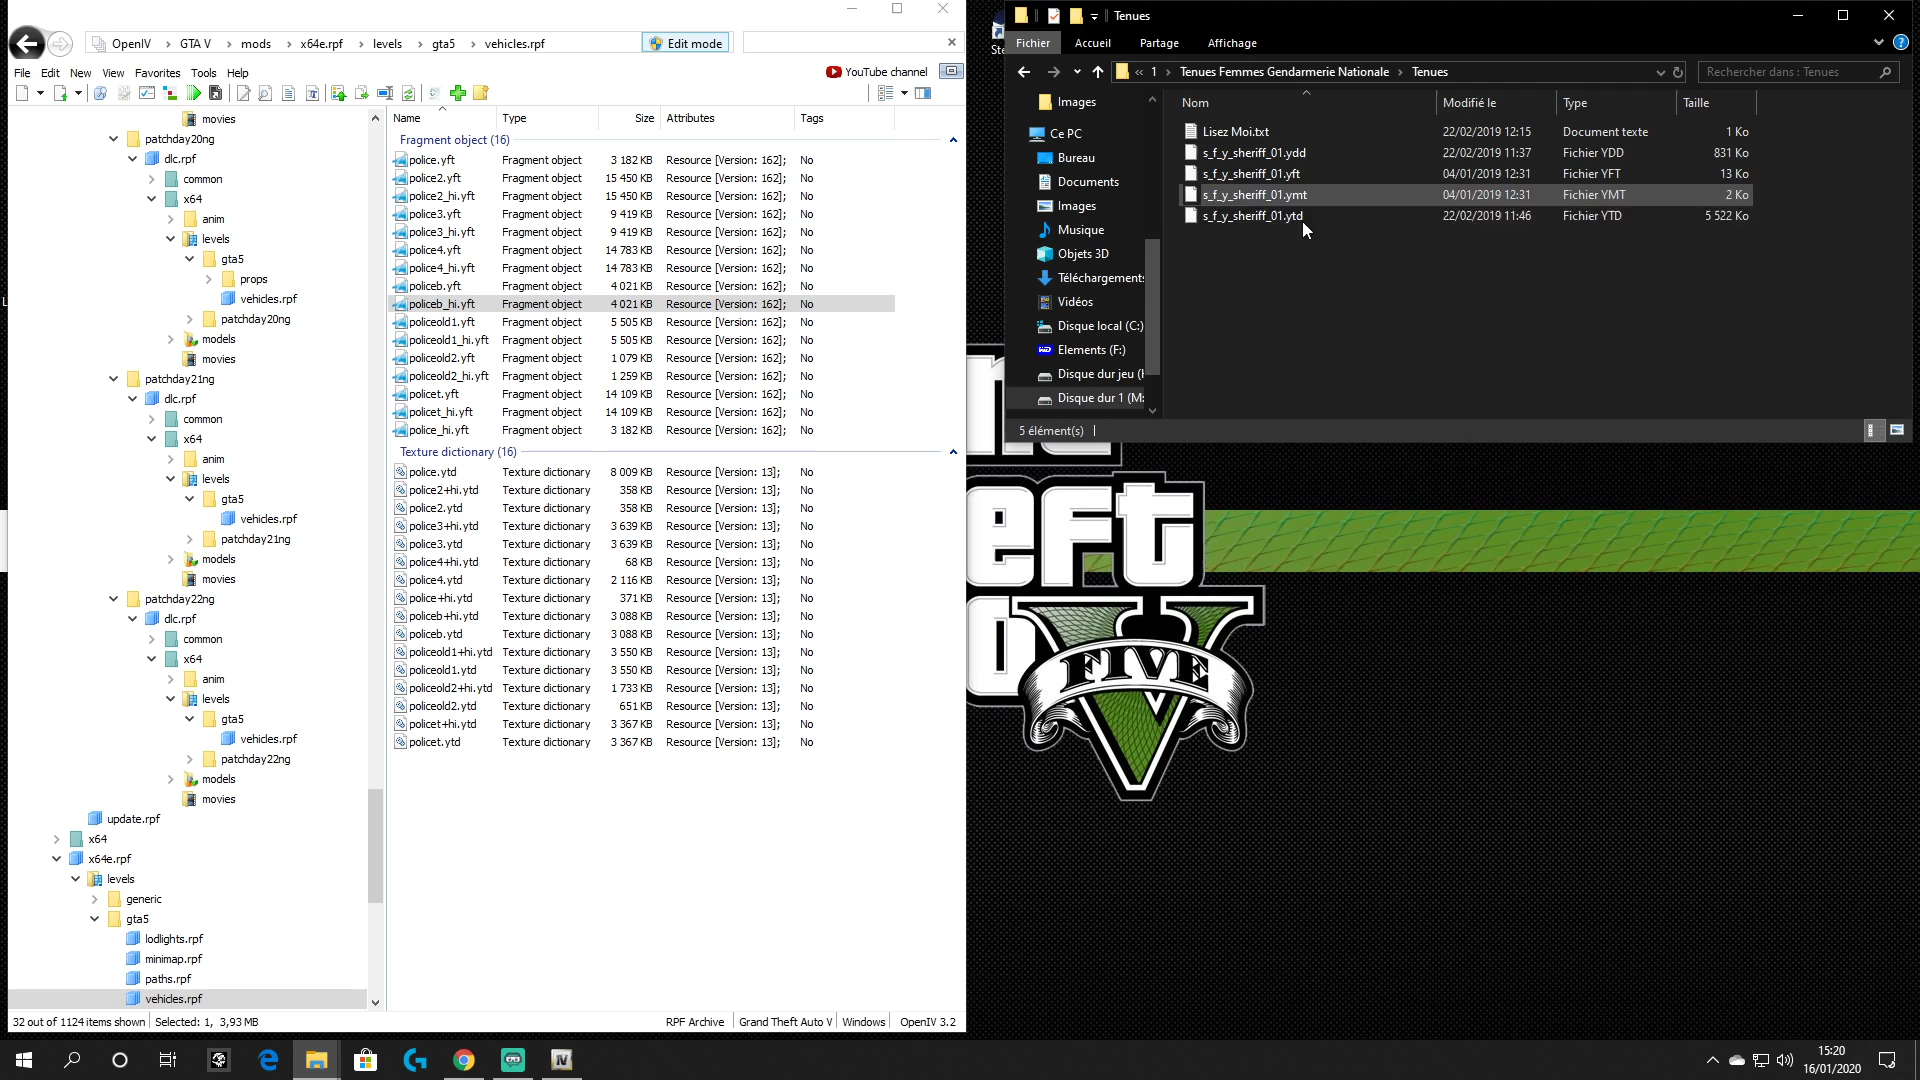 OpenIV
GTA V
mods
x64e.rpf
levels
gta5
vehicles.rpf
Edit mode
File Edit New View Favorites Tools Help
YouTube channel
movies
patchday20ng
dlc.rpf
common
x64
anim
levels
gta5
props
vehicles.rpf
patchday20ng
models
movies
patchday21ng
dlc.rpf
common
x64
anim
levels
gta5
vehicles.rpf
patchday21ng
models
movies
patchday22ng
dlc.rpf
common
x64
anim
levels
gta5
vehicles.rpf
patchday22ng
models
movies
update.rpf
x64
x64e.rpf
levels
generic
gta5
lodlights.rpf
minimap.rpf
paths.rpf
vehicles.rpf
Name Type Size Attributes Tags
Fragment object (16)
police.yft Fragment object 3 182 KB Resource [Version: 162]; No
police2.yft Fragment object 15 450 KB Resource [Version: 162]; No
police2_hi.yft Fragment object 15 450 KB Resource [Version: 162]; No
police3.yft Fragment object 9 419 KB Resource [Version: 162]; No
police3_hi.yft Fragment object 9 419 KB Resource [Version: 162]; No
police4.yft Fragment object 14 783 KB Resource [Version: 162]; No
police4_hi.yft Fragment object 14 783 KB Resource [Version: 162]; No
policeb.yft Fragment object 4 021 KB Resource [Version: 162]; No
policeb_hi.yft Fragment object 4 021 KB Resource [Version: 162]; No
policeold1.yft Fragment object 5 505 KB Resource [Version: 162]; No
policeold1_hi.yft Fragment object 5 505 KB Resource [Version: 162]; No
policeold2.yft Fragment object 1 079 KB Resource [Version: 162]; No
policeold2_hi.yft Fragment object 1 259 KB Resource [Version: 162]; No
policet.yft Fragment object 14 109 KB Resource [Version: 162]; No
policet_hi.yft Fragment object 14 109 KB Resource [Version: 162]; No
police_hi.yft Fragment object 3 182 KB Resource [Version: 162]; No
Texture dictionary (16)
police.ytd Texture dictionary 8 009 KB Resource [Version: 13]; No
police2+hi.ytd Texture dictionary 358 KB Resource [Version: 13]; No
police2.ytd Texture dictionary 358 KB Resource [Version: 13]; No
police3+hi.ytd Texture dictionary 3 639 KB Resource [Version: 13]; No
police3.ytd Texture dictionary 3 639 KB Resource [Version: 13]; No
police4+hi.ytd Texture dictionary 68 KB Resource [Version: 13]; No
police4.ytd Texture dictionary 2 116 KB Resource [Version: 13]; No
police+hi.ytd Texture dictionary 371 KB Resource [Version: 13]; No
policeb+hi.ytd Texture dictionary 3 088 KB Resource [Version: 13]; No
policeb.ytd Texture dictionary 3 088 KB Resource [Version: 13]; No
policeold1+hi.ytd Texture dictionary 3 550 KB Resource [Version: 13]; No
policeold1.ytd Texture dictionary 3 550 KB Resource [Version: 13]; No
policeold2+hi.ytd Texture dictionary 1 733 KB Resource [Version: 13]; No
policeold2.ytd Texture dictionary 651 KB Resource [Version: 13]; No
policet+hi.ytd Texture dictionary 3 367 KB Resource [Version: 13]; No
policet.ytd Texture dictionary 3 367 KB Resource [Version: 13]; No
32 out of 1124 items shown Selected: 1, 3,93 MB
RPF Archive Grand Theft Auto V Windows OpenIV 3.2
Ste
Tenues
Fichier Accueil Partage Affichage
« 1 › Tenues Femmes Gendarmerie Nationale › Tenues
Rechercher dans : Tenues
Images
Ce PC
Bureau
Documents
Images
Musique
Objets 3D
Téléchargements
Vidéos
Disque local (C:)
Elements (F:)
Disque dur jeu (
Disque dur 1 (M:
Nom Modifié le Type Taille
Lisez Moi.txt 22/02/2019 12:15 Document texte 1 Ko
s_f_y_sheriff_01.ydd 22/02/2019 11:37 Fichier YDD 831 Ko
s_f_y_sheriff_01.yft 04/01/2019 12:31 Fichier YFT 13 Ko
s_f_y_sheriff_01.ymt 04/01/2019 12:31 Fichier YMT 2 Ko
s_f_y_sheriff_01.ytd 22/02/2019 11:46 Fichier YTD 5 522 Ko
5 élément(s)
eft
V
FIVE
15:20
16/01/2020